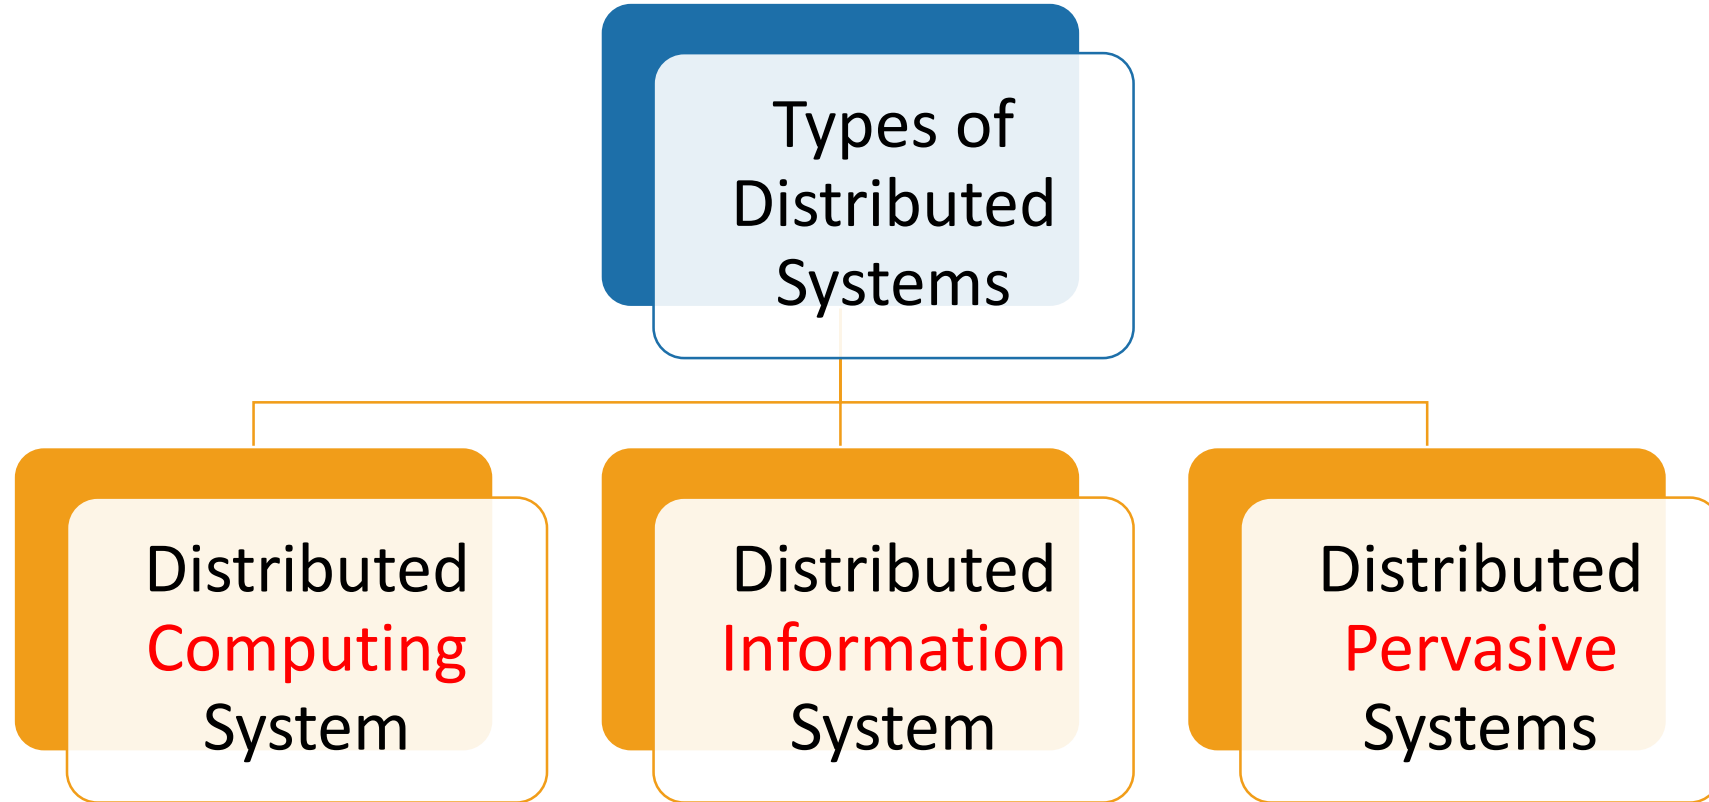 Types of
Distributed
Systems
Distributed
Computing
System
Distributed
Information
System
Distributed
Pervasive
Systems